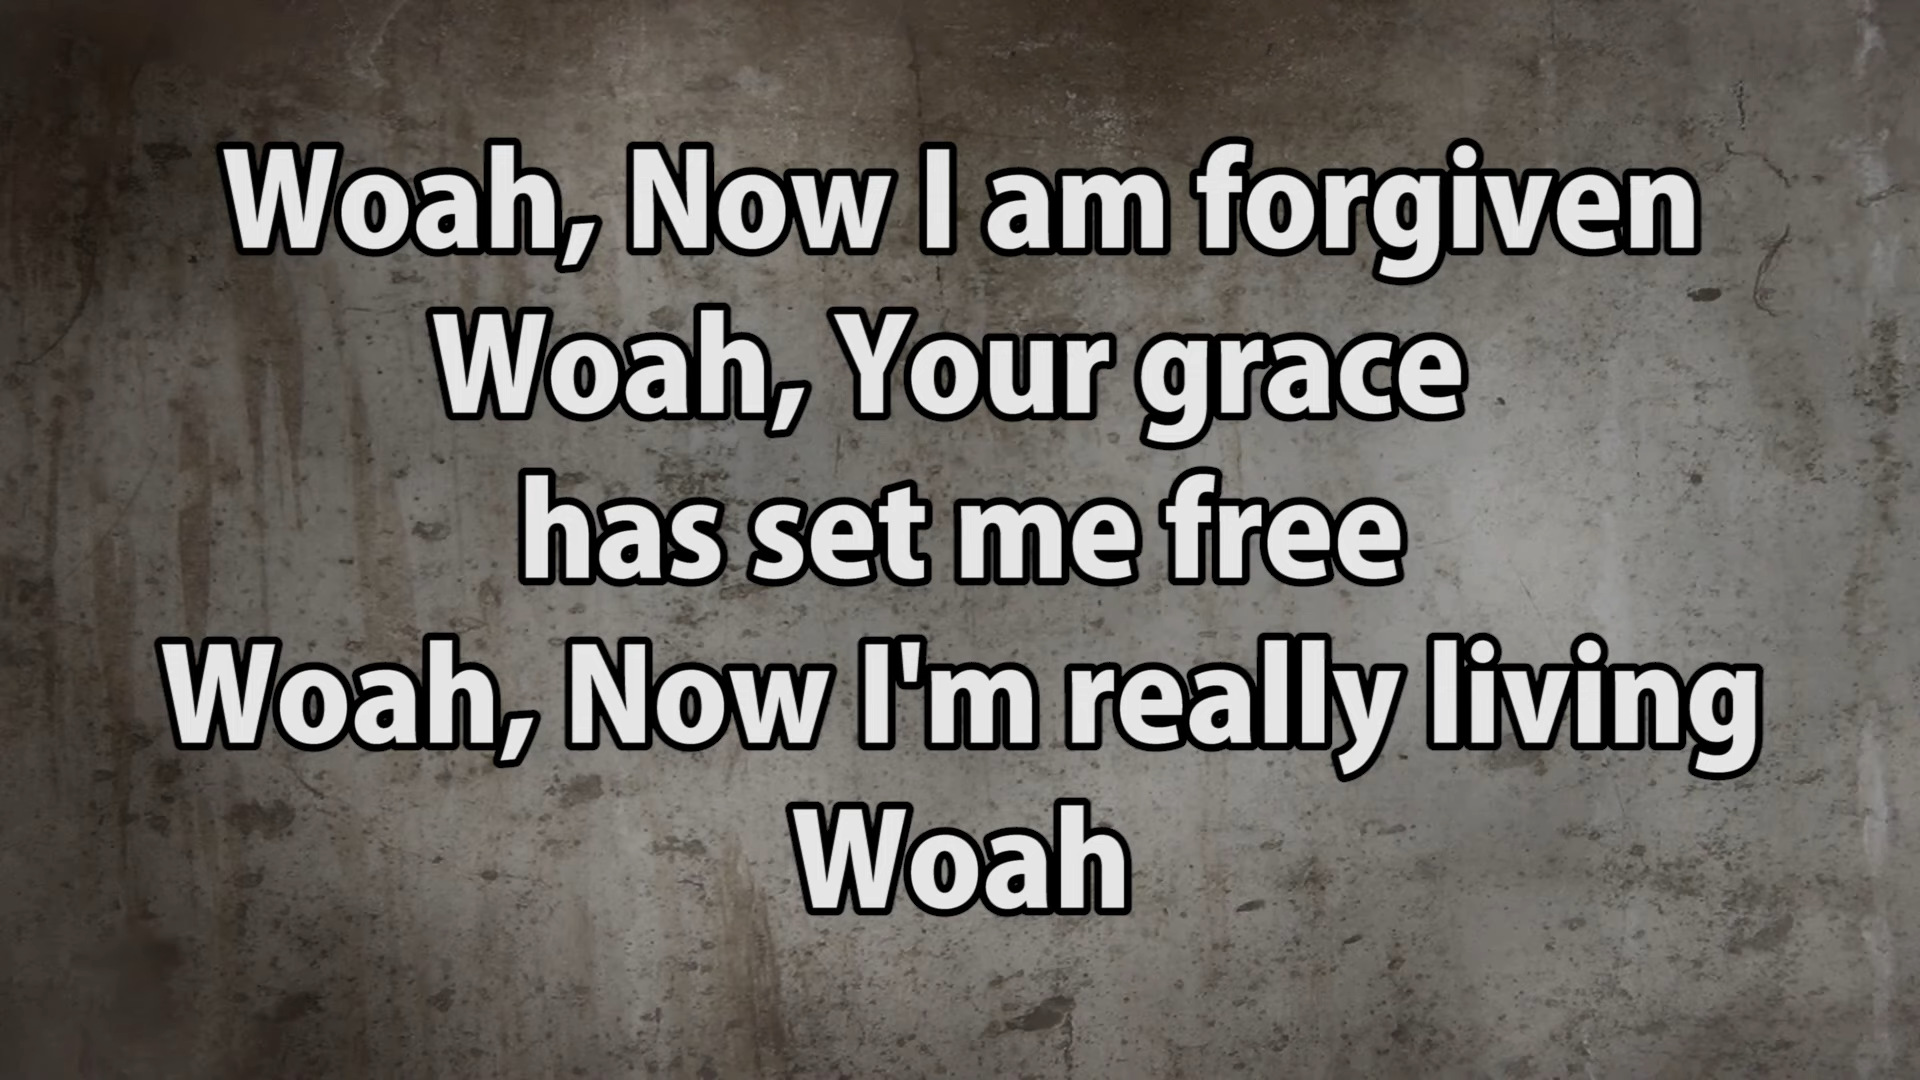 Woah, Now I am forgiven
Woah, Your grace
has set me free
Woah, Now I'm really living
Woah